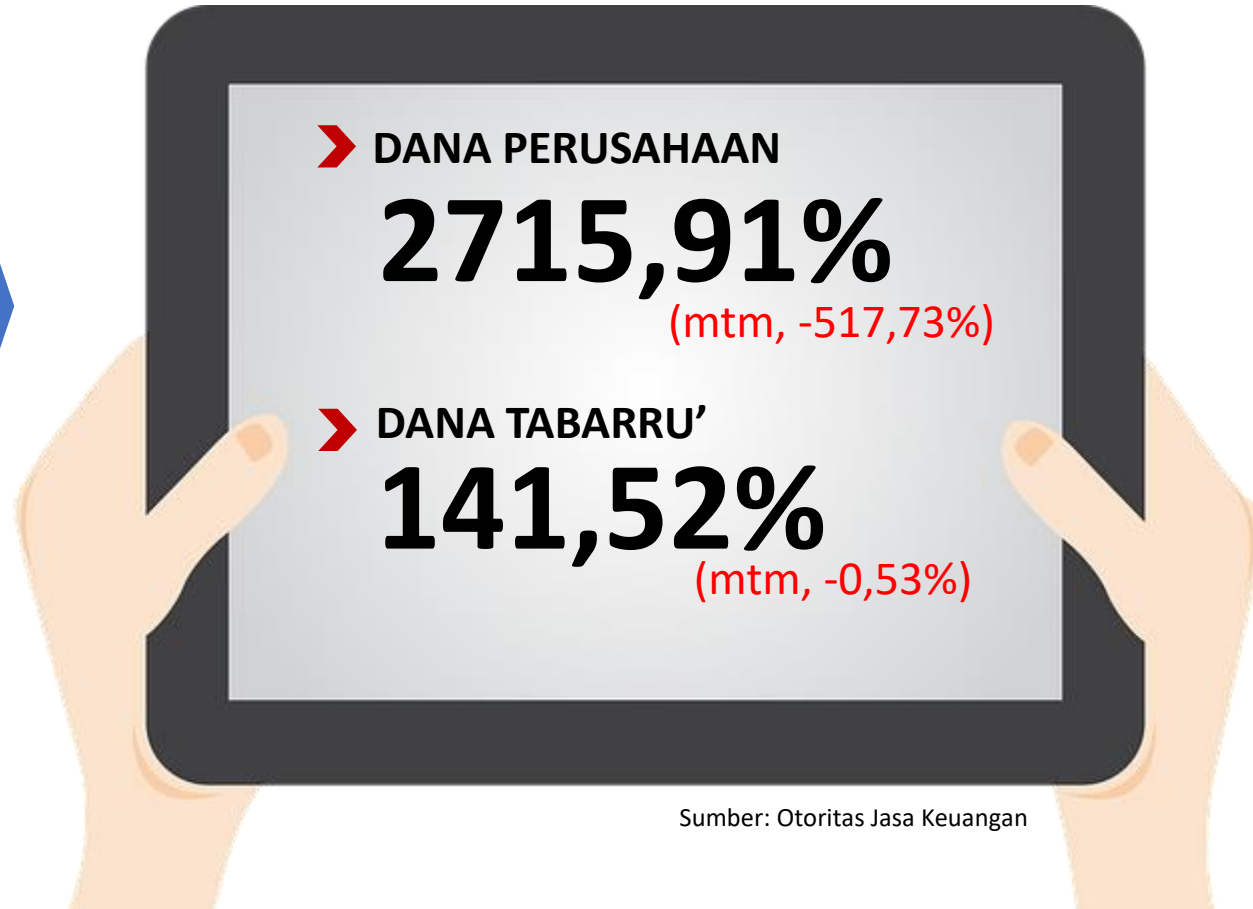 DANA PERUSAHAAN
2715,91%
(mtm, -517,73%)
DANA TABARRU’
141,52%
(mtm, -0,53%)
Sumber: Otoritas Jasa Keuangan